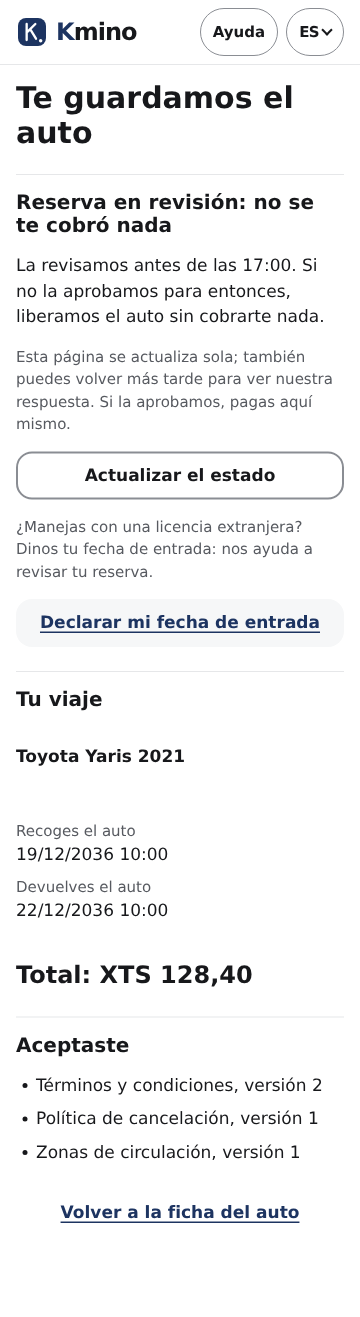 K. Kmino
Ayuda
ES
Te guardamos el
auto
Reserva en revisión: no se
te cobró nada
La revisamos antes de las 17:00. Si
no la aprobamos para entonces,
liberamos el auto sin cobrarte nada.
Esta página se actualiza sola; también
puedes volver más tarde para ver nuestra
respuesta. Si la aprobamos, pagas aquí
mismo.
Actualizar el estado
¿Manejas con una licencia extranjera?
Dinos tu fecha de entrada: nos ayuda a
revisar tu reserva.
Declarar mi fecha de entrada
Tu viaje
Toyota Yaris 2021
Recoges el auto
19/12/2036 10:00
Devuelves el auto
22/12/2036 10:00
Total: XTS 128,40
Aceptaste
• Términos y condiciones, versión 2
• Política de cancelación, versión 1
• Zonas de circulación, versión 1
Volver a la ficha del auto